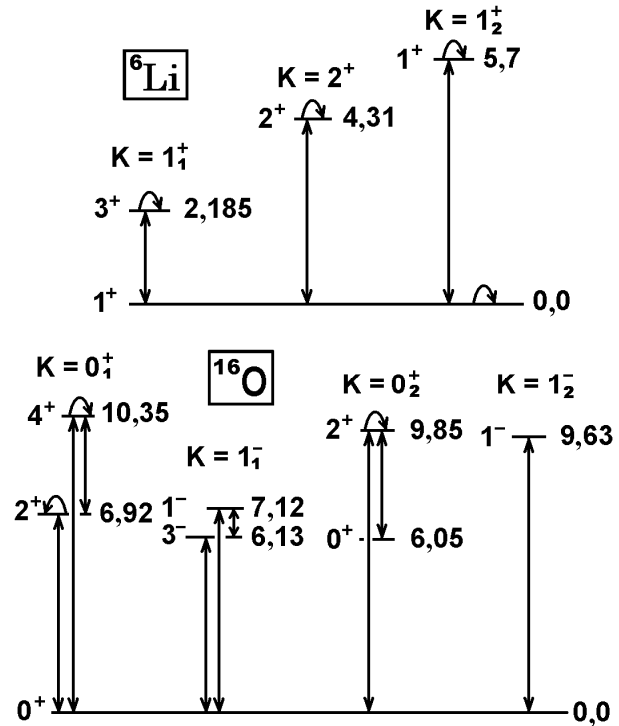 K = 1₂⁺
⁶Li
1⁺ 5,7
K = 2⁺
2⁺ 4,31
K = 1₁⁺
3⁺ 2,185
1⁺ 0,0
K = 0₁⁺
¹⁶O
K = 0₂⁺
K = 1₂⁻
4⁺ 10,35
2⁺ 9,85
1⁻ 9,63
K = 1₁⁻
2⁺ 6,92
1⁻ 7,12
3⁻ 6,13
0⁺ 6,05
0⁺ 0,0